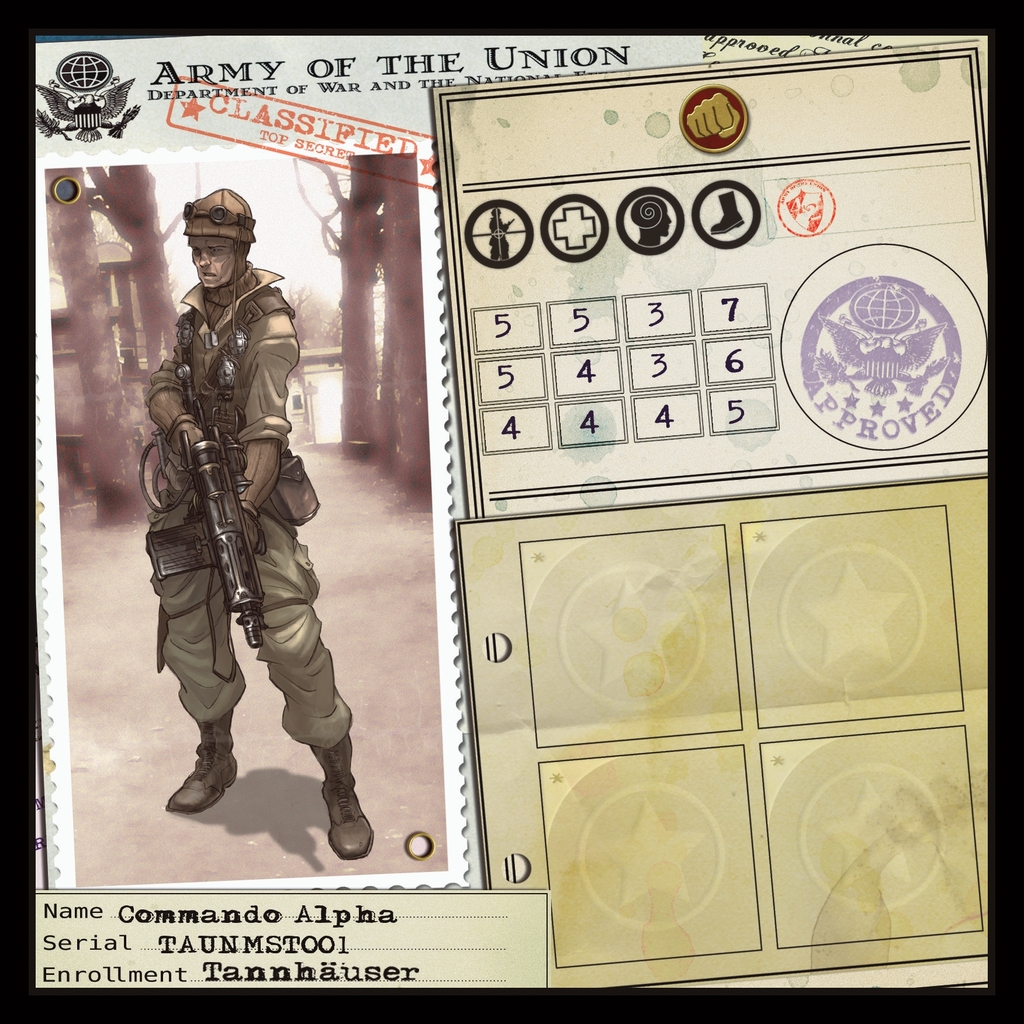 ARMY OF THE UNION
DEPARTMENT OF WAR AND THE NATIONAL
approved
CLASSIFIED
TOP SECRET
5 5 3 7
5 4 3 6
4 4 4 5
PPROVED
Name Commando Alpha
Serial TAUNMST001
Enrollment Tannhäuser